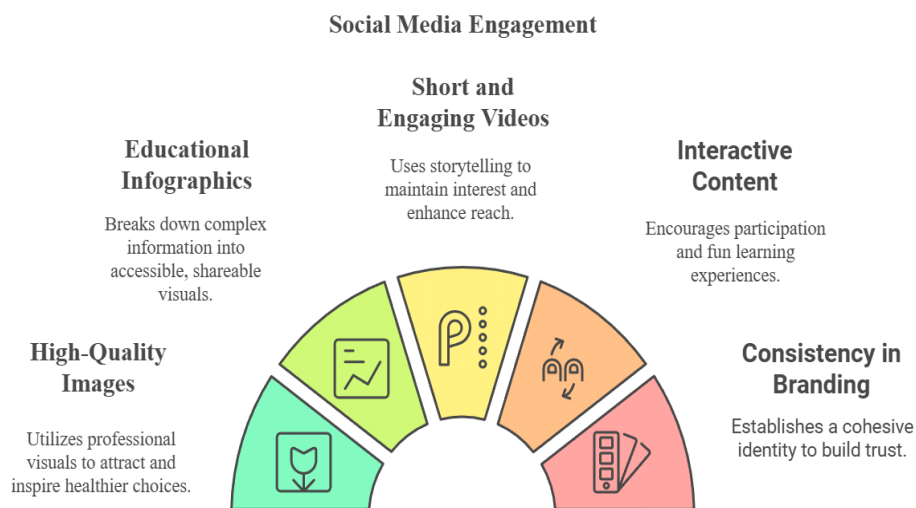 Social Media Engagement
Short and
Engaging Videos
Uses storytelling to
maintain interest and
enhance reach.
Educational
Infographics
Breaks down complex
information into
accessible, shareable
visuals.
Interactive
Content
Encourages participation
and fun learning
experiences.
High-Quality
Images
Utilizes professional
visuals to attract and
inspire healthier choices.
Consistency in
Branding
Establishes a cohesive
identity to build trust.